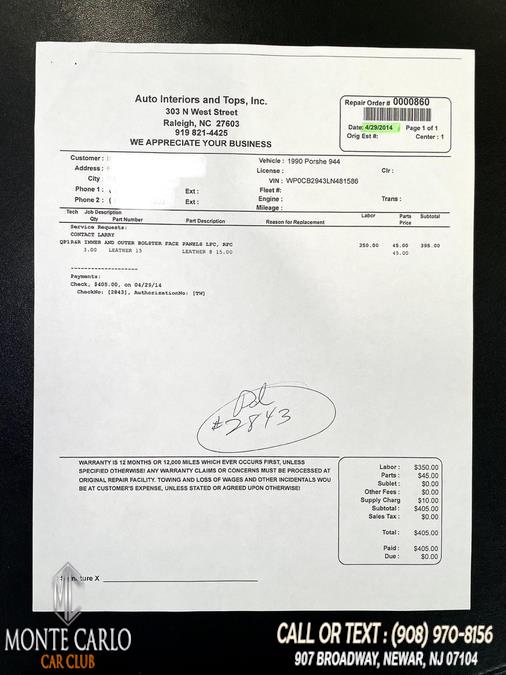 Auto Interiors and Tops, Inc.
303 N West Street
Raleigh, NC 27603
919 821-4425
WE APPRECIATE YOUR BUSINESS
Repair Order # 0000860
Date: 4/29/2014 Page 1 of 1
Orig Est#: Center : 1
Customer :
Address :
City
Phone 1 : ( Ext :
Phone 2 : ( Ext :
Vehicle : 1990 Porshe 944
License : Clr :
VIN : WP0CB2943LN481586
Fleet#:
Engine : Trans :
Mileage :
Tech Job Description Labor Parts Subtotal
Qty Part Number Part Description Reason for Replacement Price
Service Requests:
CONTACT LARRY
INNER AND OUTER BOLSTER FACE PANELS LFC, RFC 350.00 45.00 395.00
3.00 LEATHER 15 LEATHER @ 15.00 45.00
--------------------
Payments:
Check, $405.00, on 04/29/14
CheckNo: [2843], AuthorizationNo: [TW]
Pd
#2843
WARRANTY IS 12 MONTHS OR 12,000 MILES WHICH EVER OCCURS FIRST, UNLESS
SPECIFIED OTHERWISE! ANY WARRANTY CLAIMS OR CONCERNS MUST BE PROCESSED AT
ORIGINAL REPAIR FACILITY. TOWING AND LOSS OF WAGES AND OTHER INCIDENTALS WOU
BE AT CUSTOMER'S EXPENSE, UNLESS STATED OR AGREED UPON OTHERWISE!
Labor : $350.00
Parts : $45.00
Sublet : $0.00
Other Fees : $0.00
Supply Charg $10.00
Subtotal : $405.00
Sales Tax : $0.00
Total : $405.00
Paid : $405.00
Due : $0.00
Signature X
MC
MONTE CARLO
CAR CLUB
CALL OR TEXT : (908) 970-8156
907 BROADWAY, NEWAR, NJ 07104